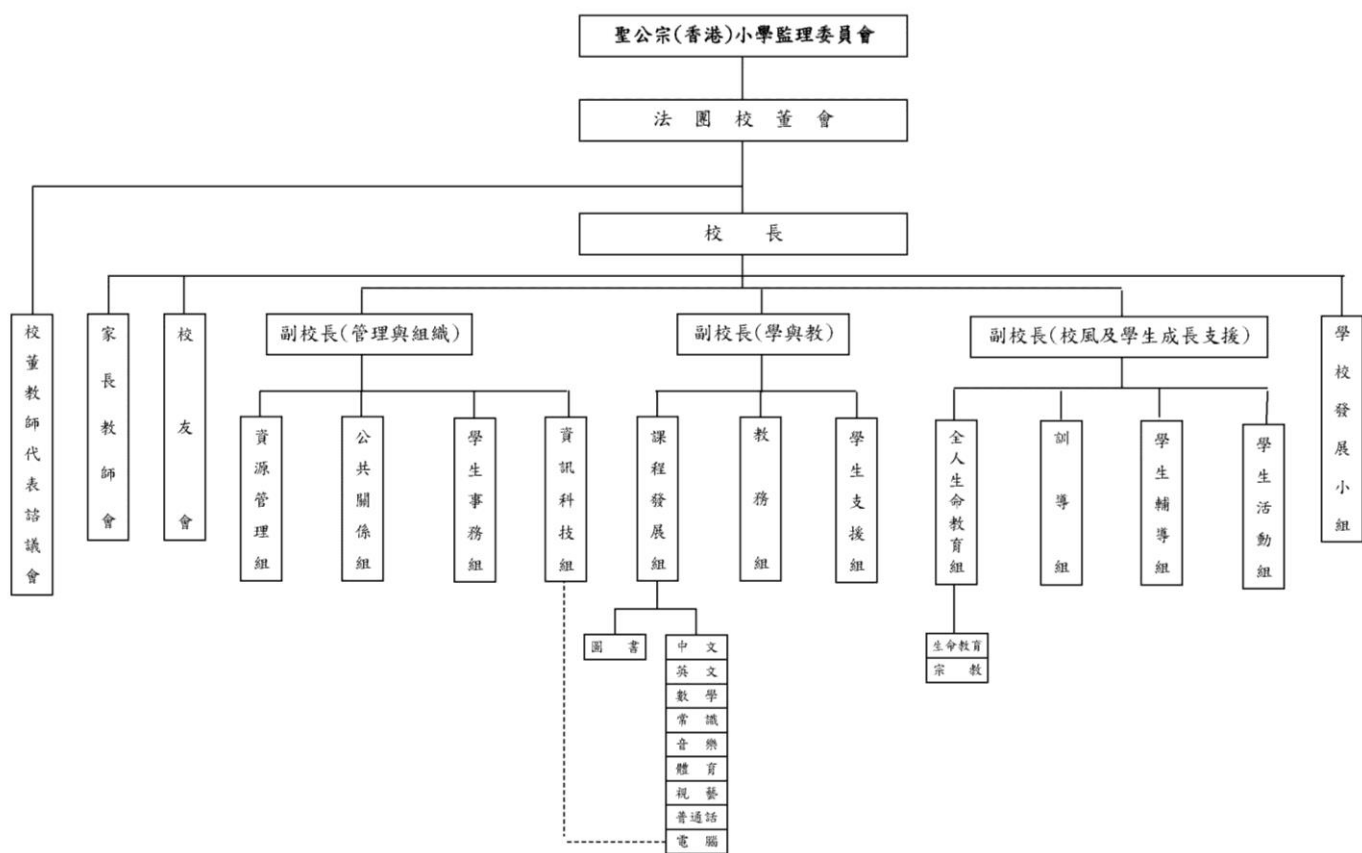 聖公宗(香港)小學監理委員會
法團校董會
校長
校董教師代表諮議會
家長教師會
校友會
副校長(管理與組織)
副校長(學與教)
副校長(校風及學生成長支援)
學校發展小組
資源管理組
公共關係組
學生事務組
資訊科技組
課程發展組
教務組
學生支援組
全人生命教育組
訓導組
學生輔導組
學生活動組
圖書
中文
英文
數學
常識
音樂
體育
視藝
普通話
電腦
生命教育
宗教